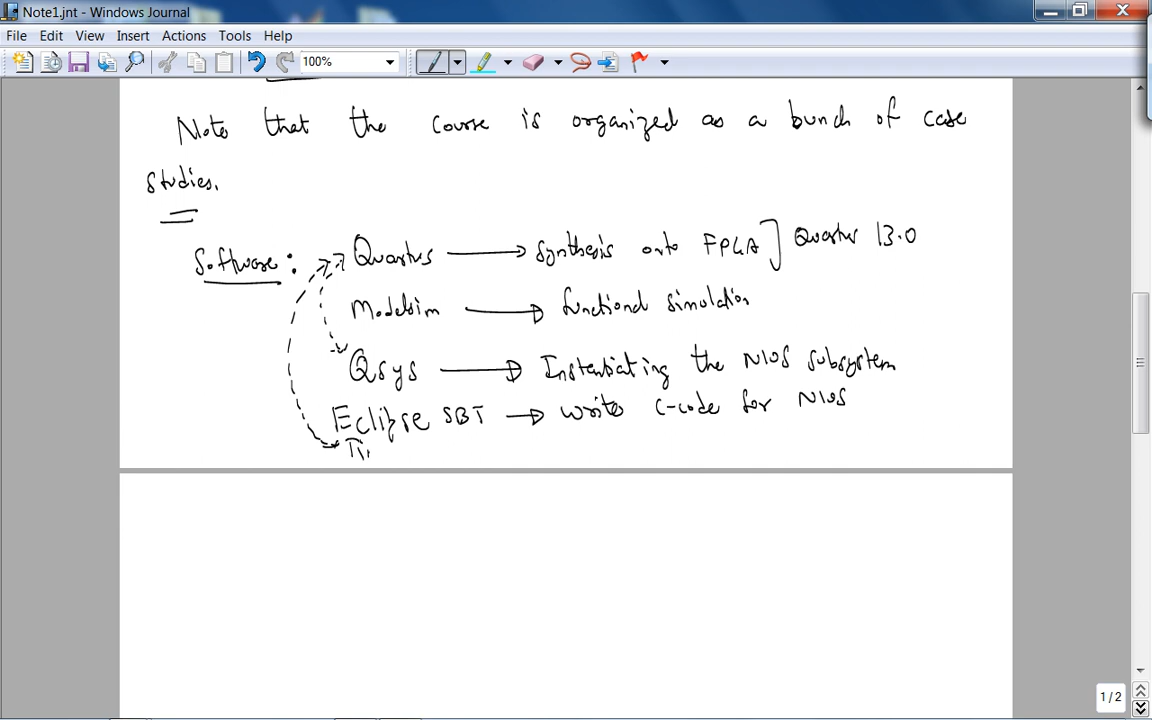 Note1.jnt - Windows Journal
File Edit View Insert Actions Tools Help
100%
Note that the course is organized as a bunch of case
studies.
Software: Quartus → Synthesis onto FPGA ] Quartus 13.0
Modelsim → functional simulation
Qsys → Instantiating the NIOS subsystem
Eclipse SBT → write C-code for NIOS
1 / 2